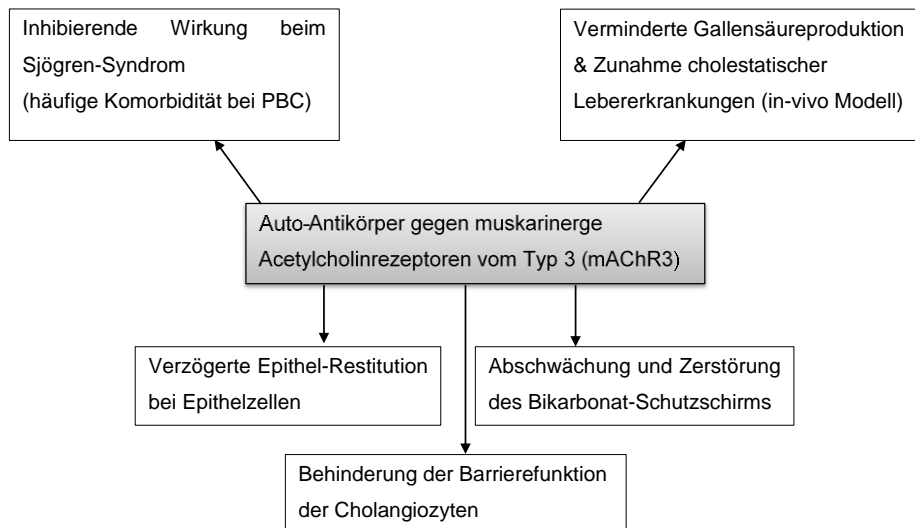 Inhibierende Wirkung beim
Sjögren-Syndrom
(häufige Komorbidität bei PBC)
Verminderte Gallensäureproduktion
& Zunahme cholestatischer
Lebererkrankungen (in-vivo Modell)
Auto-Antikörper gegen muskarinerge
Acetylcholinrezeptoren vom Typ 3 (mAChR3)
Verzögerte Epithel-Restitution
bei Epithelzellen
Abschwächung und Zerstörung
des Bikarbonat-Schutzschirms
Behinderung der Barrierefunktion
der Cholangiozyten